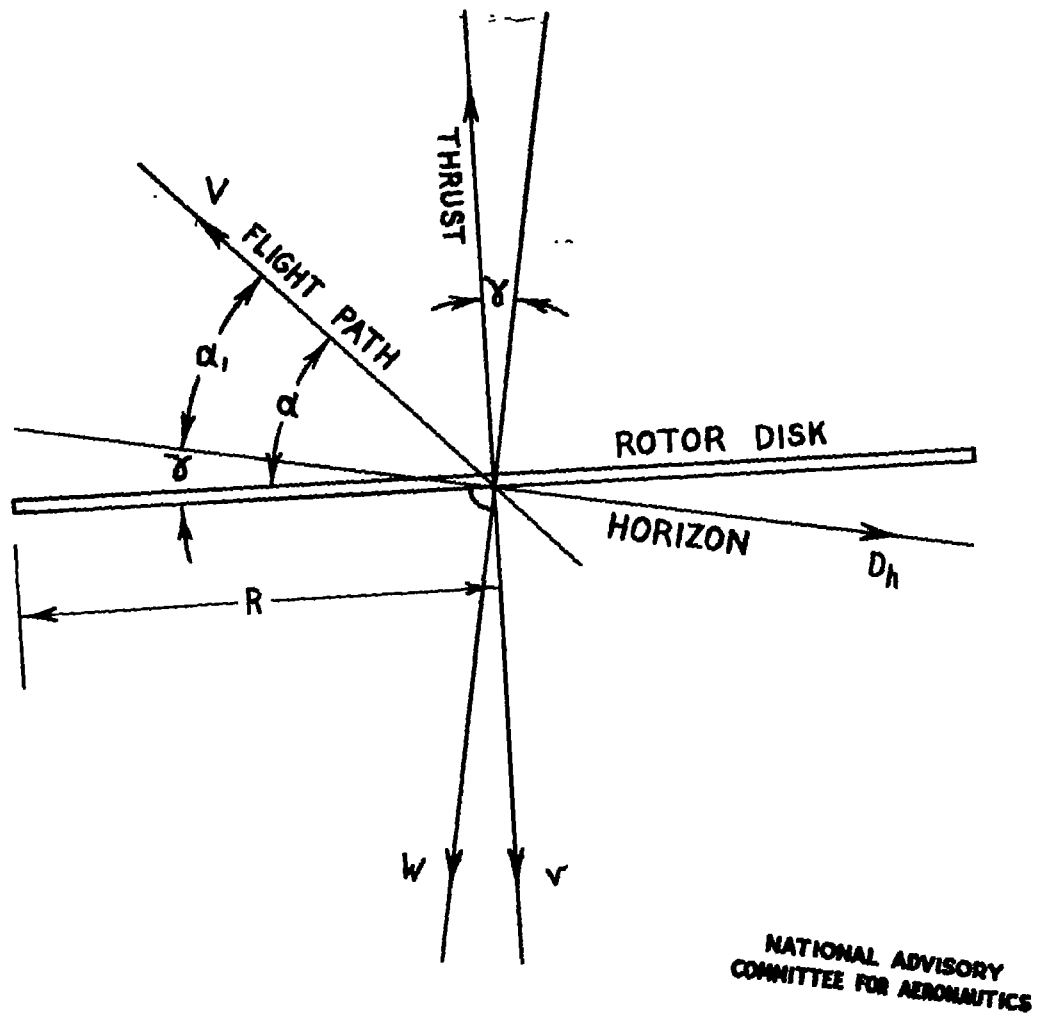 THRUST
V
FLIGHT PATH
γ
α₁
α
γ
ROTOR DISK
HORIZON
Dh
R
W
v
NATIONAL ADVISORY
COMMITTEE FOR AERONAUTICS